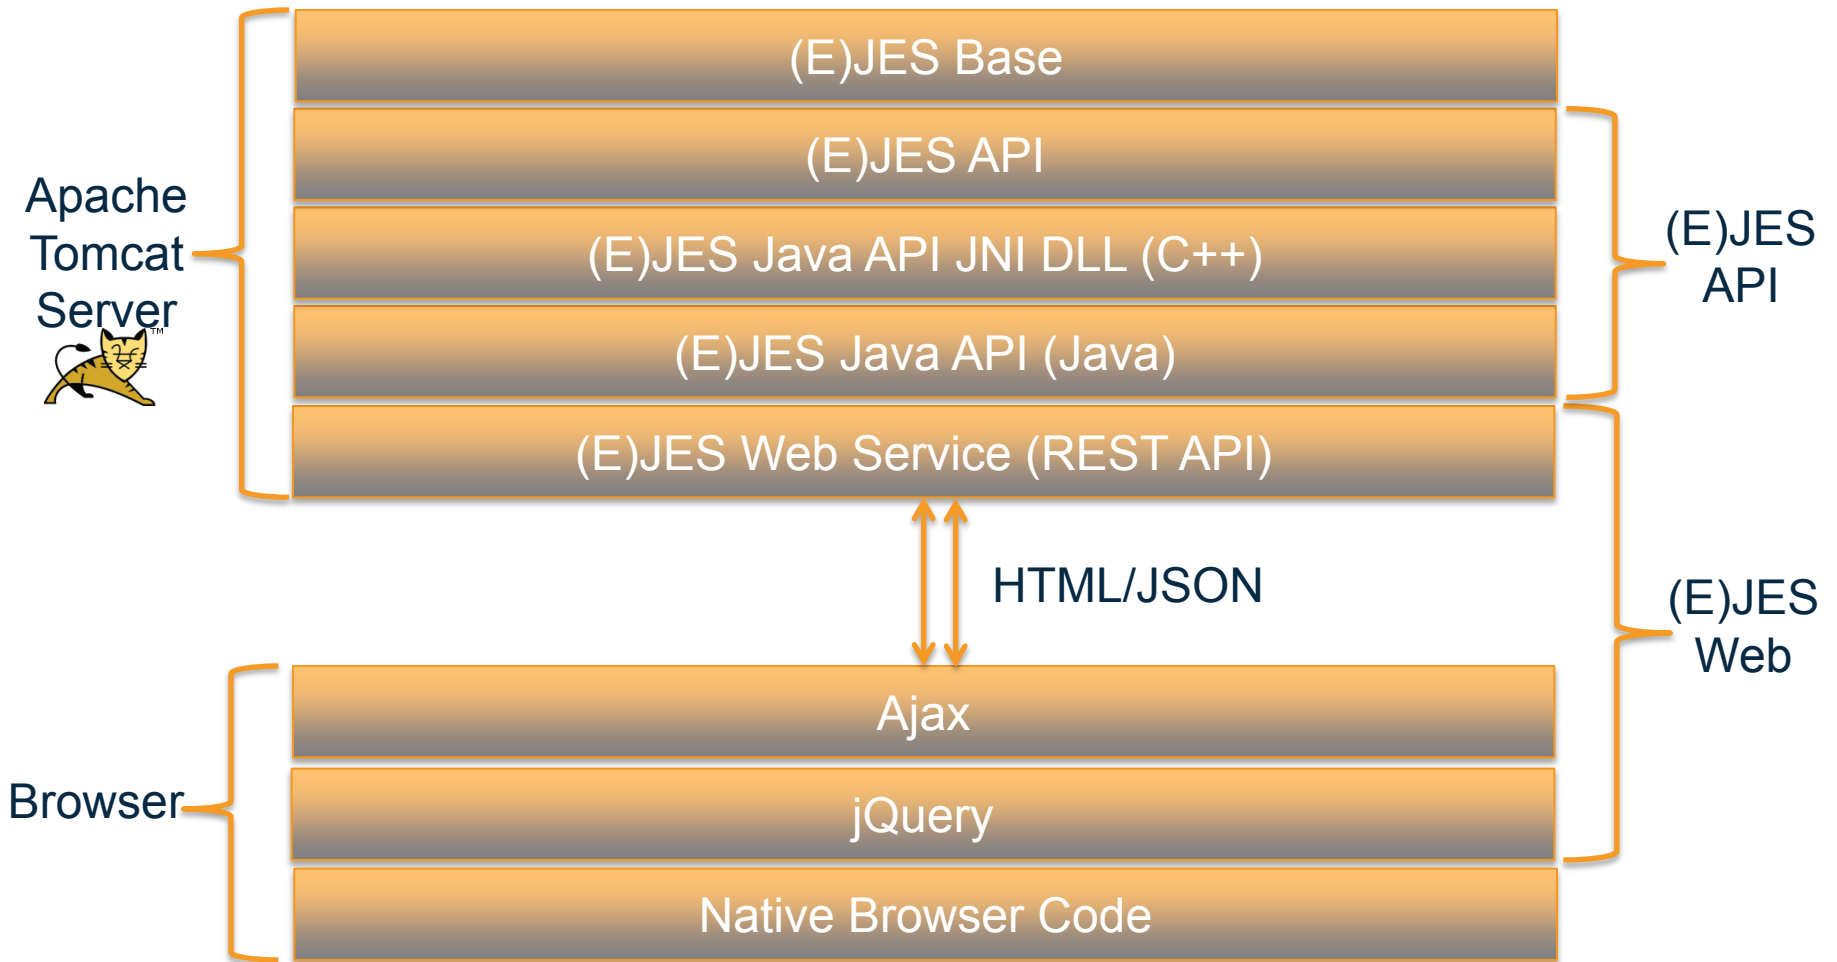 (E)JES Base
(E)JES API
(E)JES Java API JNI DLL (C++)
(E)JES Java API (Java)
(E)JES Web Service (REST API)
Apache
Tomcat
Server
TM
(E)JES
API
HTML/JSON
(E)JES
Web
Ajax
jQuery
Native Browser Code
Browser